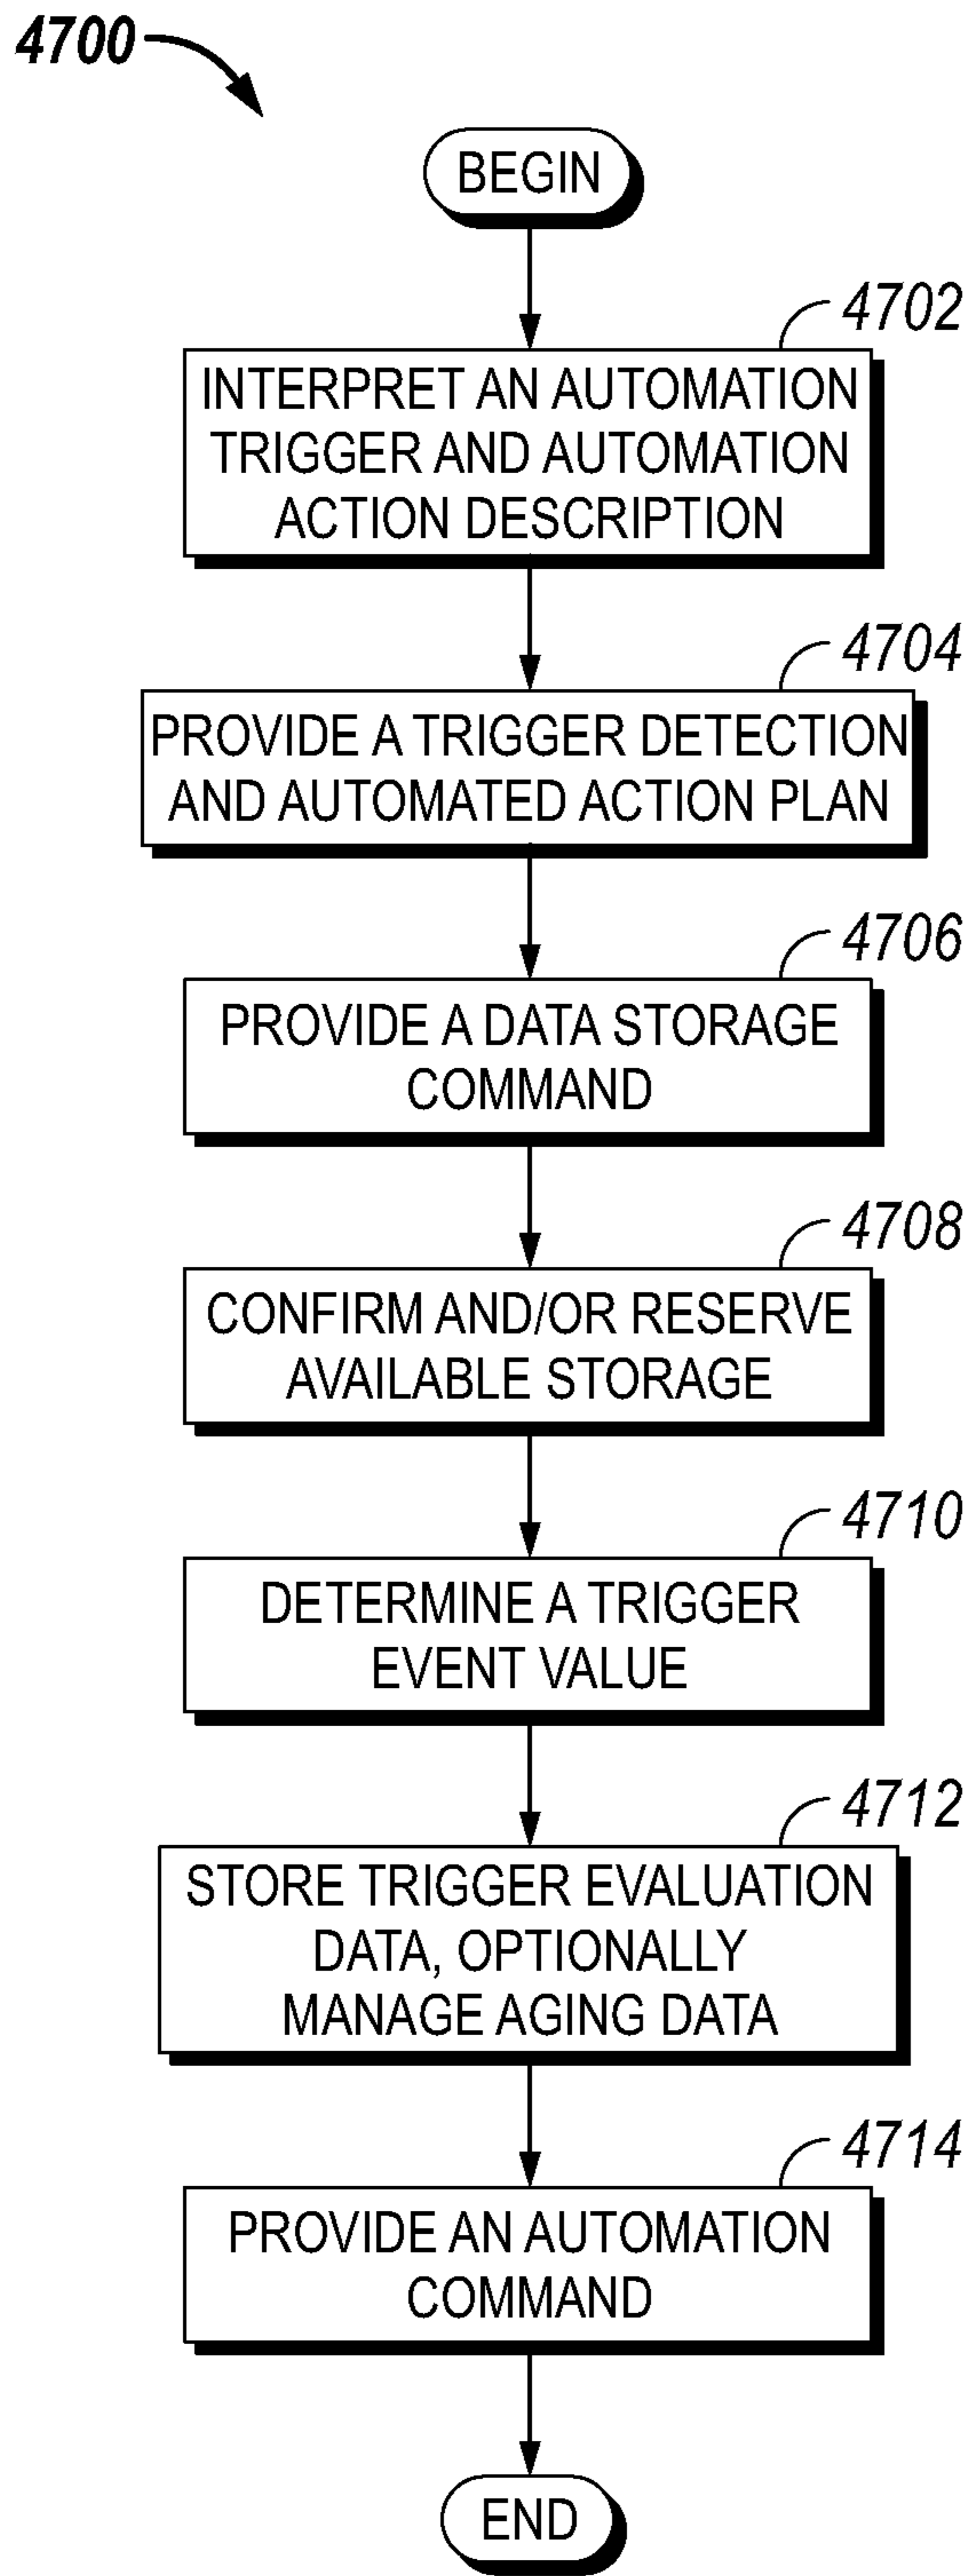 4700
BEGIN
4702
INTERPRET AN AUTOMATION
TRIGGER AND AUTOMATION
ACTION DESCRIPTION
4704
PROVIDE A TRIGGER DETECTION
AND AUTOMATED ACTION PLAN
4706
PROVIDE A DATA STORAGE
COMMAND
4708
CONFIRM AND/OR RESERVE
AVAILABLE STORAGE
4710
DETERMINE A TRIGGER
EVENT VALUE
4712
STORE TRIGGER EVALUATION
DATA, OPTIONALLY
MANAGE AGING DATA
4714
PROVIDE AN AUTOMATION
COMMAND
END